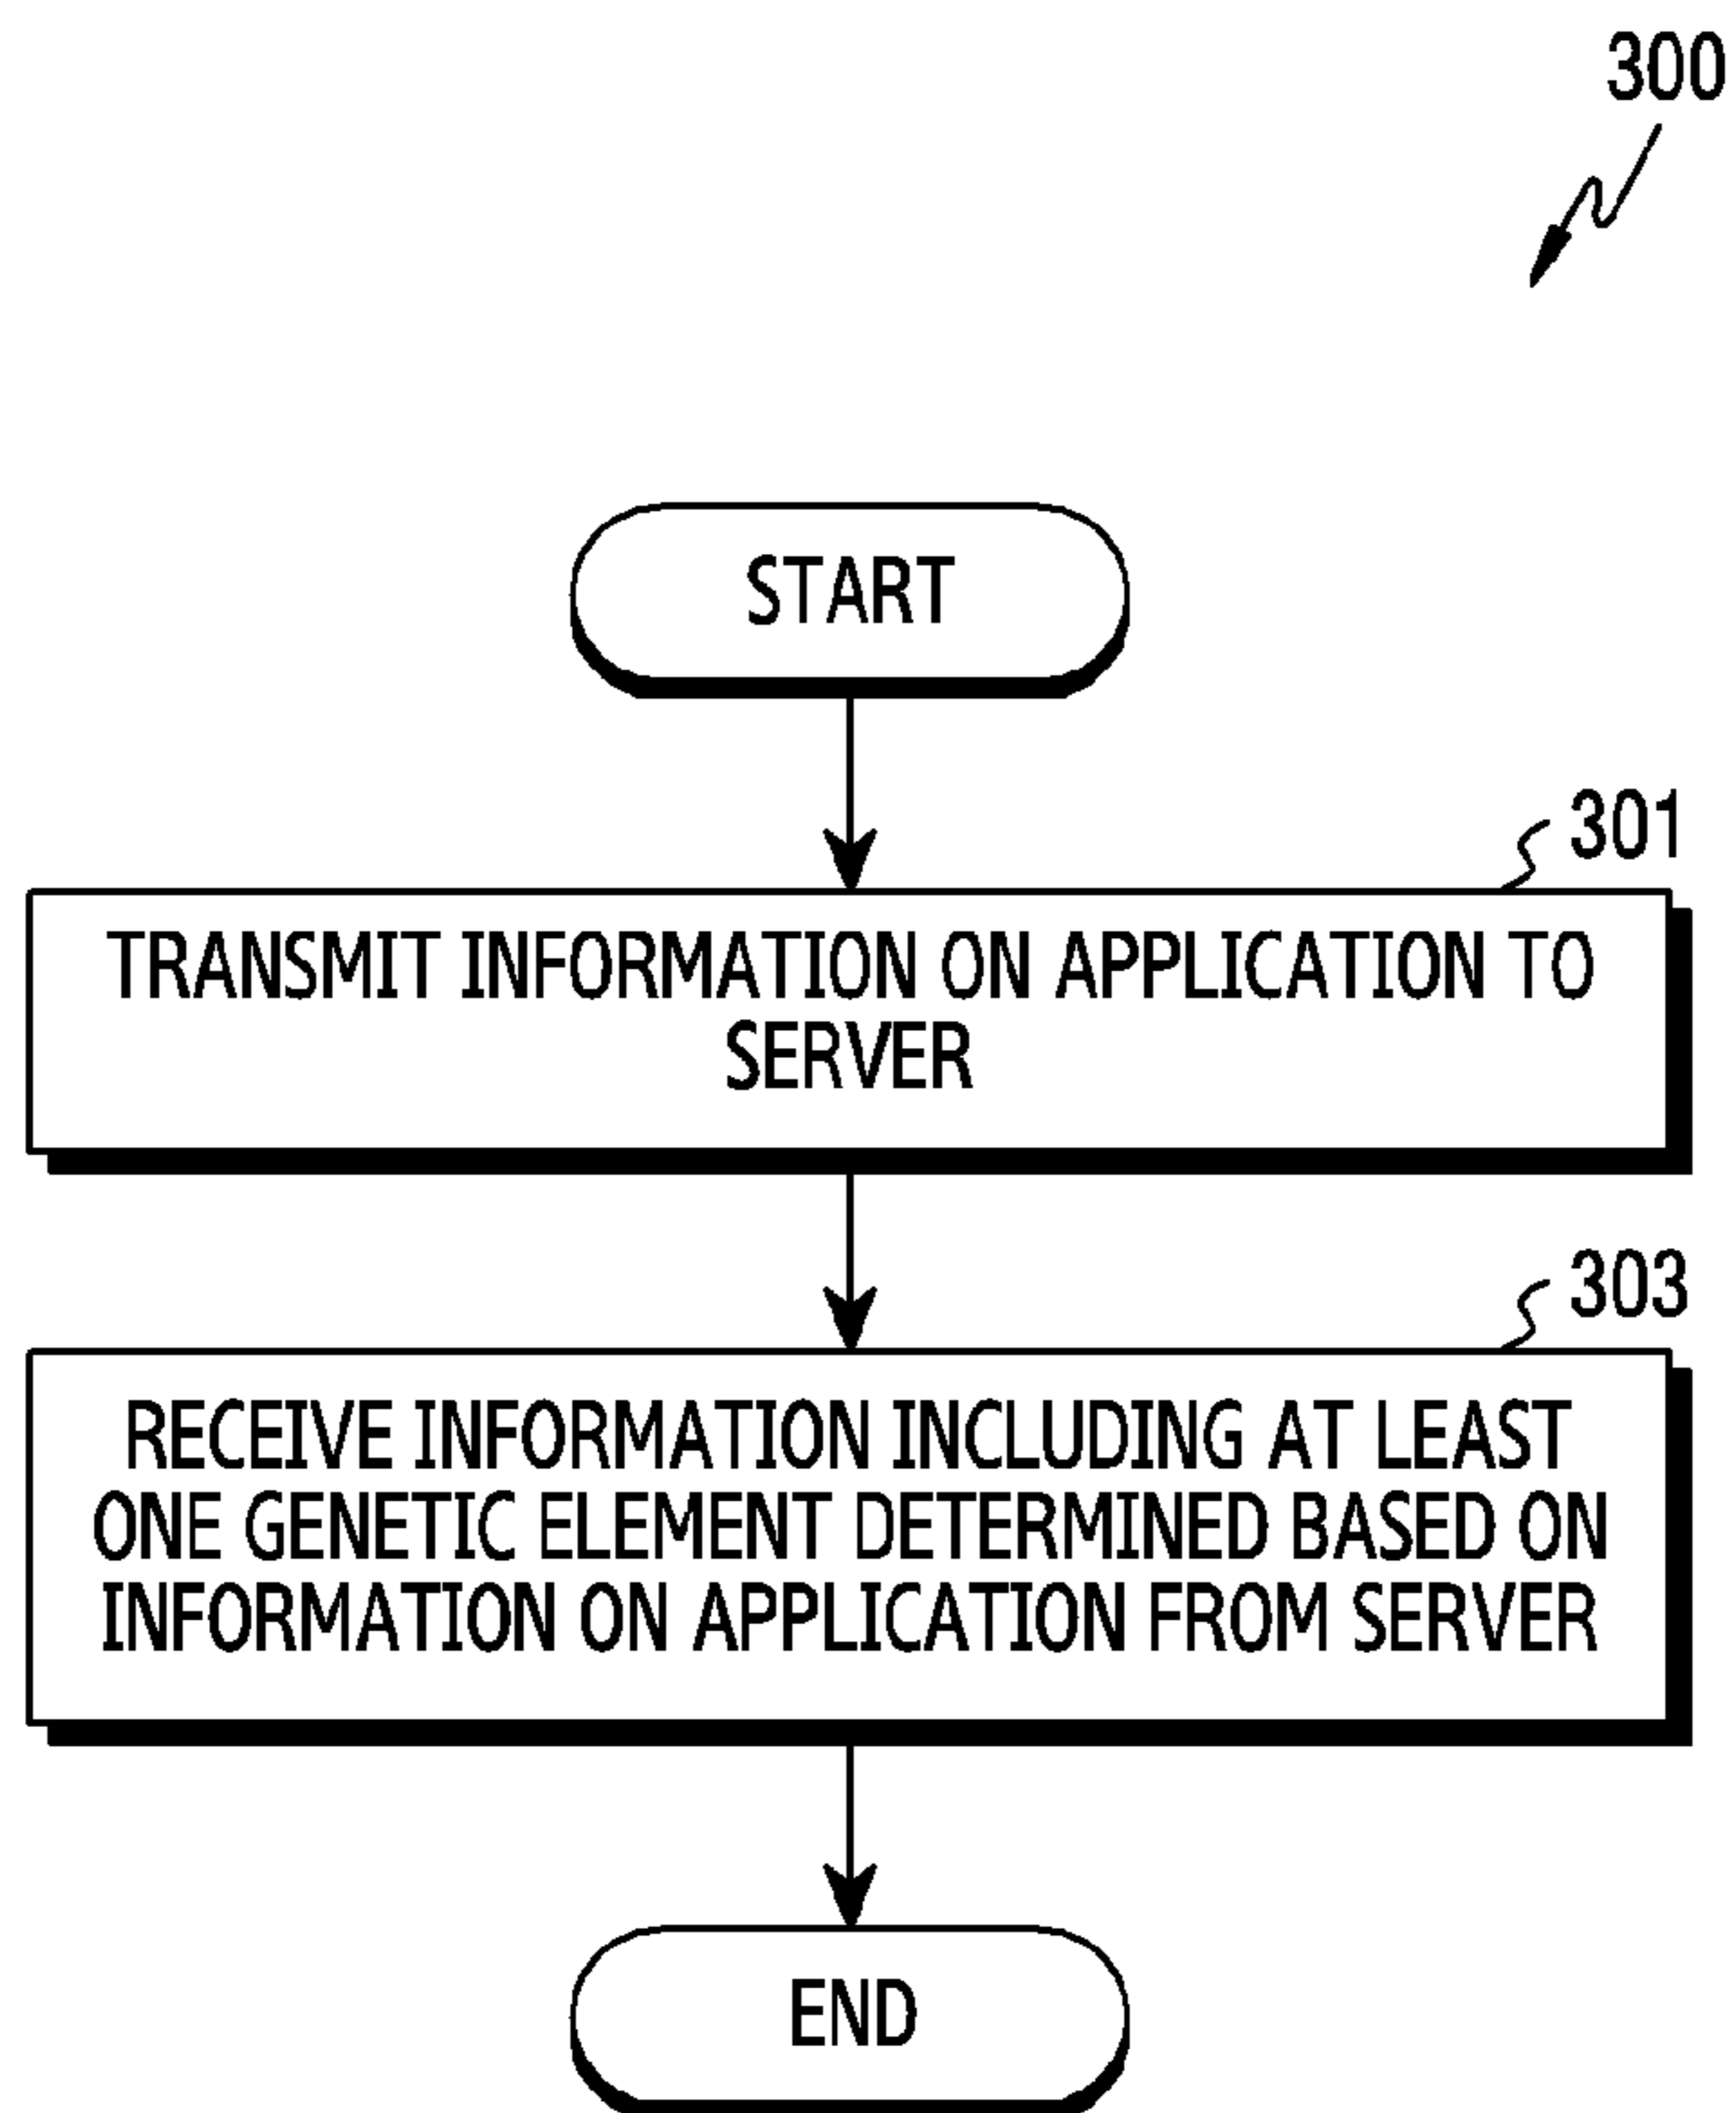 300
START
301
TRANSMIT INFORMATION ON APPLICATION TO
SERVER
303
RECEIVE INFORMATION INCLUDING AT LEAST
ONE GENETIC ELEMENT DETERMINED BASED ON
INFORMATION ON APPLICATION FROM SERVER
END